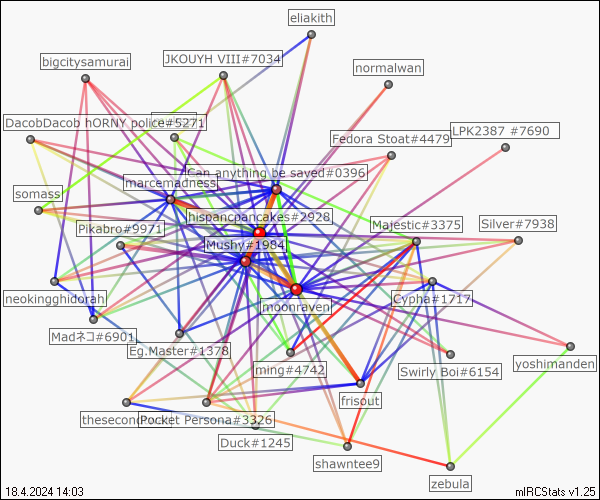 eliakith
bigcitysamurai
JKOUYH VIII#7034
normalwan
DacobDacob hORNY police#5271
LPK2387 #7690
Fedora Stoat#4479
Can anything be saved#0396
marcemadness
somass
hispancpancakes#2928
Majestic#3375
Silver#7938
Pikabro#9971
Mushy#1984
neokingghidorah
moonraven
Cypha#1717
Madネコ#6901
Eg.Master#1378
ming#4742
Swirly Boi#6154
yoshimanden
frisout
Pocket Persona#3326
Duck#1245
shawntee9
zebula
18.4.2024 14:03
mIRCStats v1.25